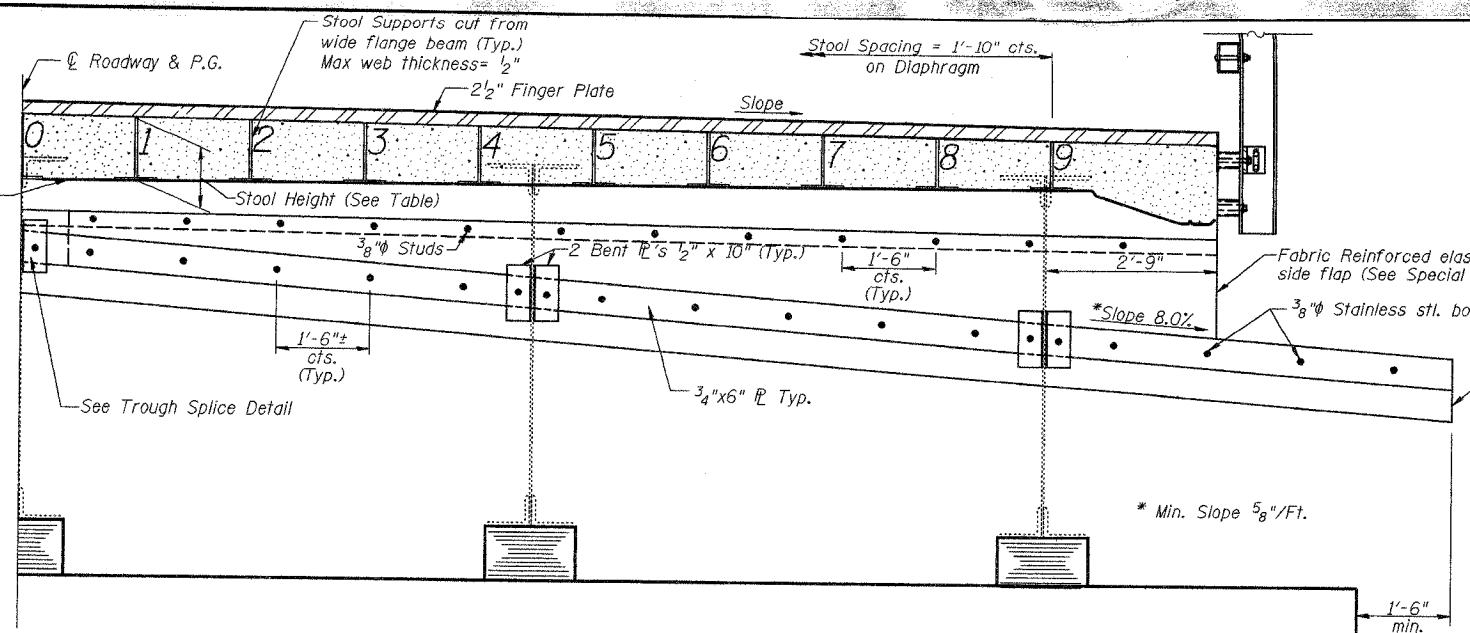 Stool Supports cut from
wide flange beam (Typ.)
Max web thickness= 1/2"
℄ Roadway & P.G.
Stool Spacing = 1'-10" cts.
on Diaphragm
2 1/2" Finger Plate
Slope
0 1 2 3 4 5 6 7 8 9
Stool Height (See Table)
3/8"φ Studs
2 Bent ℙ's 1/2" x 10" (Typ.)
1'-6"
cts.
(Typ.)
2'-9"
Fabric Reinforced elas
side flap (See Special
*Slope 8.0%
3/8"φ Stainless stl. bo
1'-6"±
cts.
(Typ.)
3/4"x6" ℙ Typ.
See Trough Splice Detail
* Min. Slope 5/8"/Ft.
1'-6"
min.